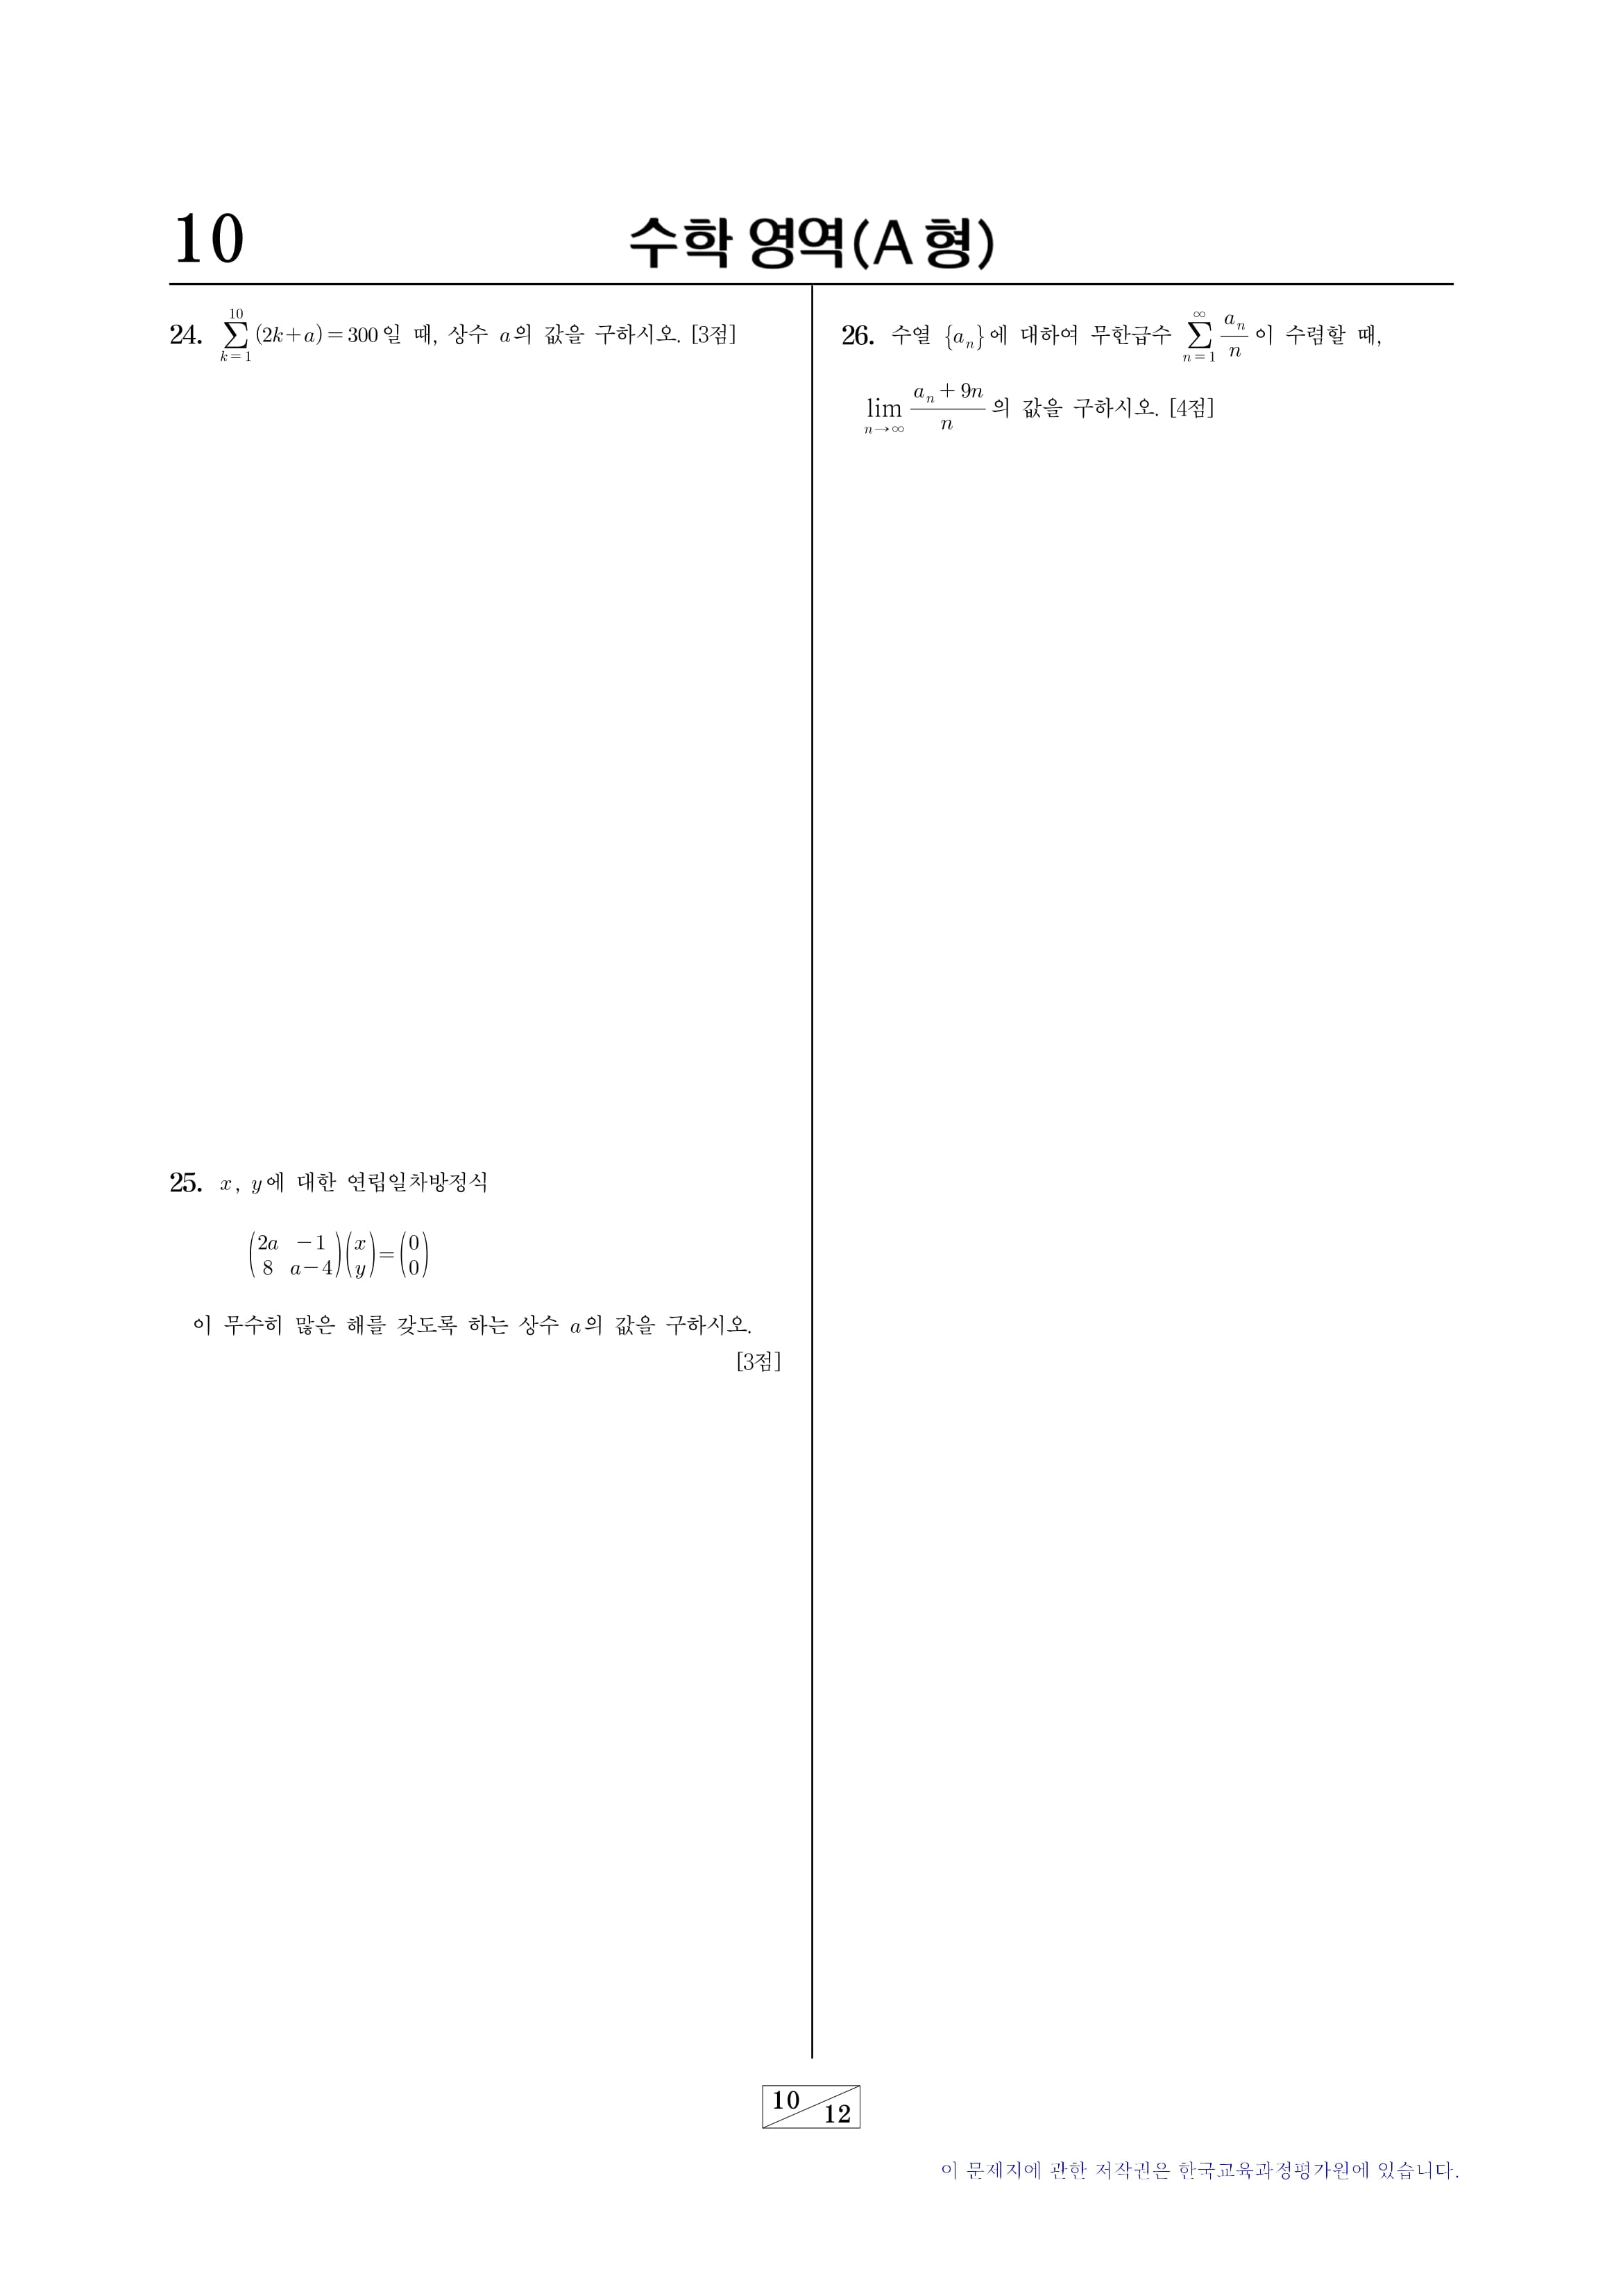 10
수학 영역(A 형)
24. $\sum_{k=1}^{10}(2k+a)=300$일 때, 상수 $a$의 값을 구하시오. [3점]
25. $x$, $y$에 대한 연립일차방정식
$\begin{pmatrix} 2a & -1 \\ 8 & a-4 \end{pmatrix}\begin{pmatrix} x \\ y \end{pmatrix}=\begin{pmatrix} 0 \\ 0 \end{pmatrix}$
이 무수히 많은 해를 갖도록 하는 상수 $a$의 값을 구하시오.
[3점]
26. 수열 $\{a_n\}$에 대하여 무한급수 $\sum_{n=1}^{\infty}\frac{a_n}{n}$이 수렴할 때,
$\lim_{n\to\infty}\frac{a_n+9n}{n}$의 값을 구하시오. [4점]
10
12
이 문제지에 관한 저작권은 한국교육과정평가원에 있습니다.